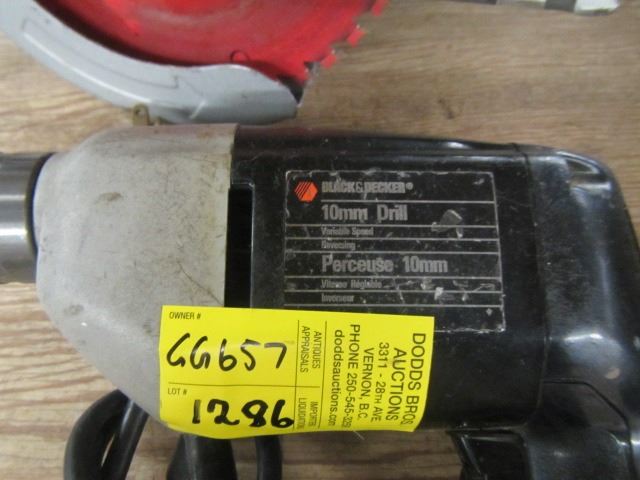 BLACK&DECKER®
10mm Drill
Variable Speed
Reversing
Perceuse 10mm
Vitesse Réglable
Inverseur
OWNER #
GG657
LOT #
1286
ANTIQUES
APPRAISALS
LIQUIDATION
DODDS BROS
AUCTIONS
3311 - 28TH AVE
VERNON, B.C.
PHONE 250-545-
doddsauctions.com